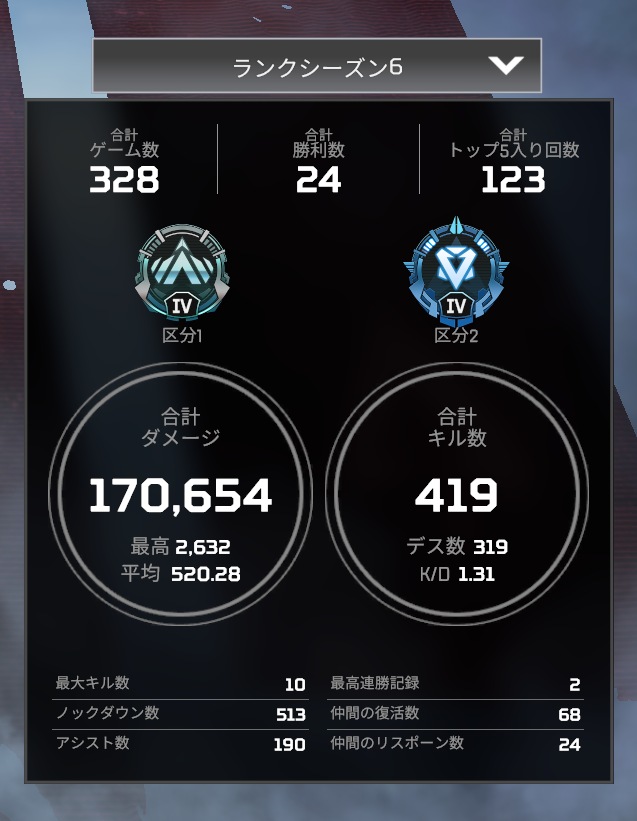 ランクシーズン6
合計
ゲーム数
328
合計
勝利数
24
合計
トップ5入り回数
123
IV
区分1
IV
区分2
合計
ダメージ
170,654
最高 2,632
平均 520.28
合計
キル数
419
デス数 319
K/D 1.31
最大キル数 10
ノックダウン数 513
アシスト数 190
最高連勝記録 2
仲間の復活数 68
仲間のリスポーン数 24